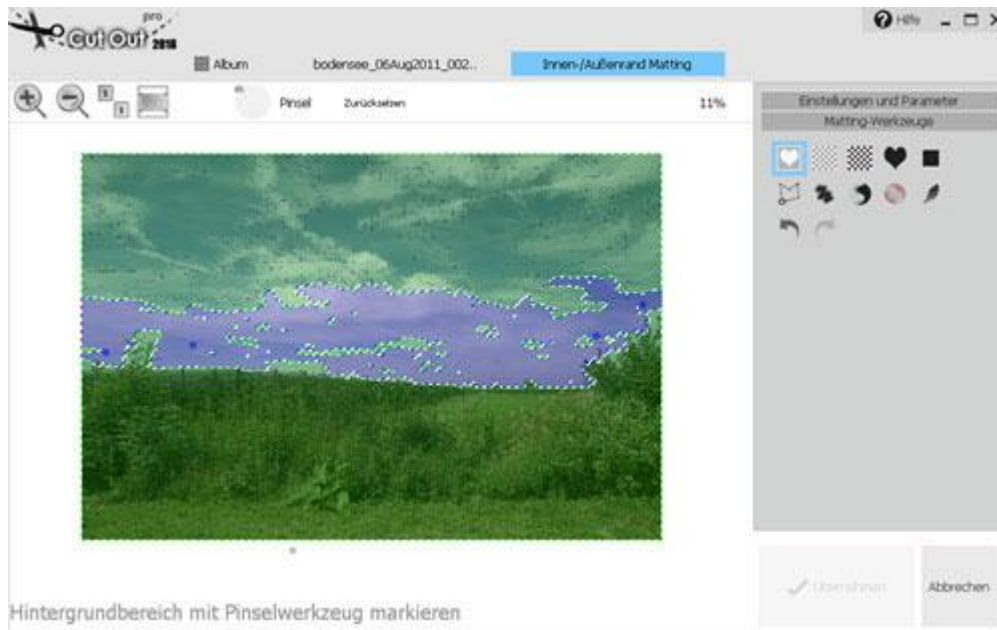 pro
Cut Out 2018
Hilfe
Album
bodensee_06Aug2011_002..
Innen-/Außenrand Matting
Pinsel
Zurücksetzen
11%
Einstellungen und Parameter
Matting-Werkzeuge
Übernehmen
Abbrechen
Hintergrundbereich mit Pinselwerkzeug markieren